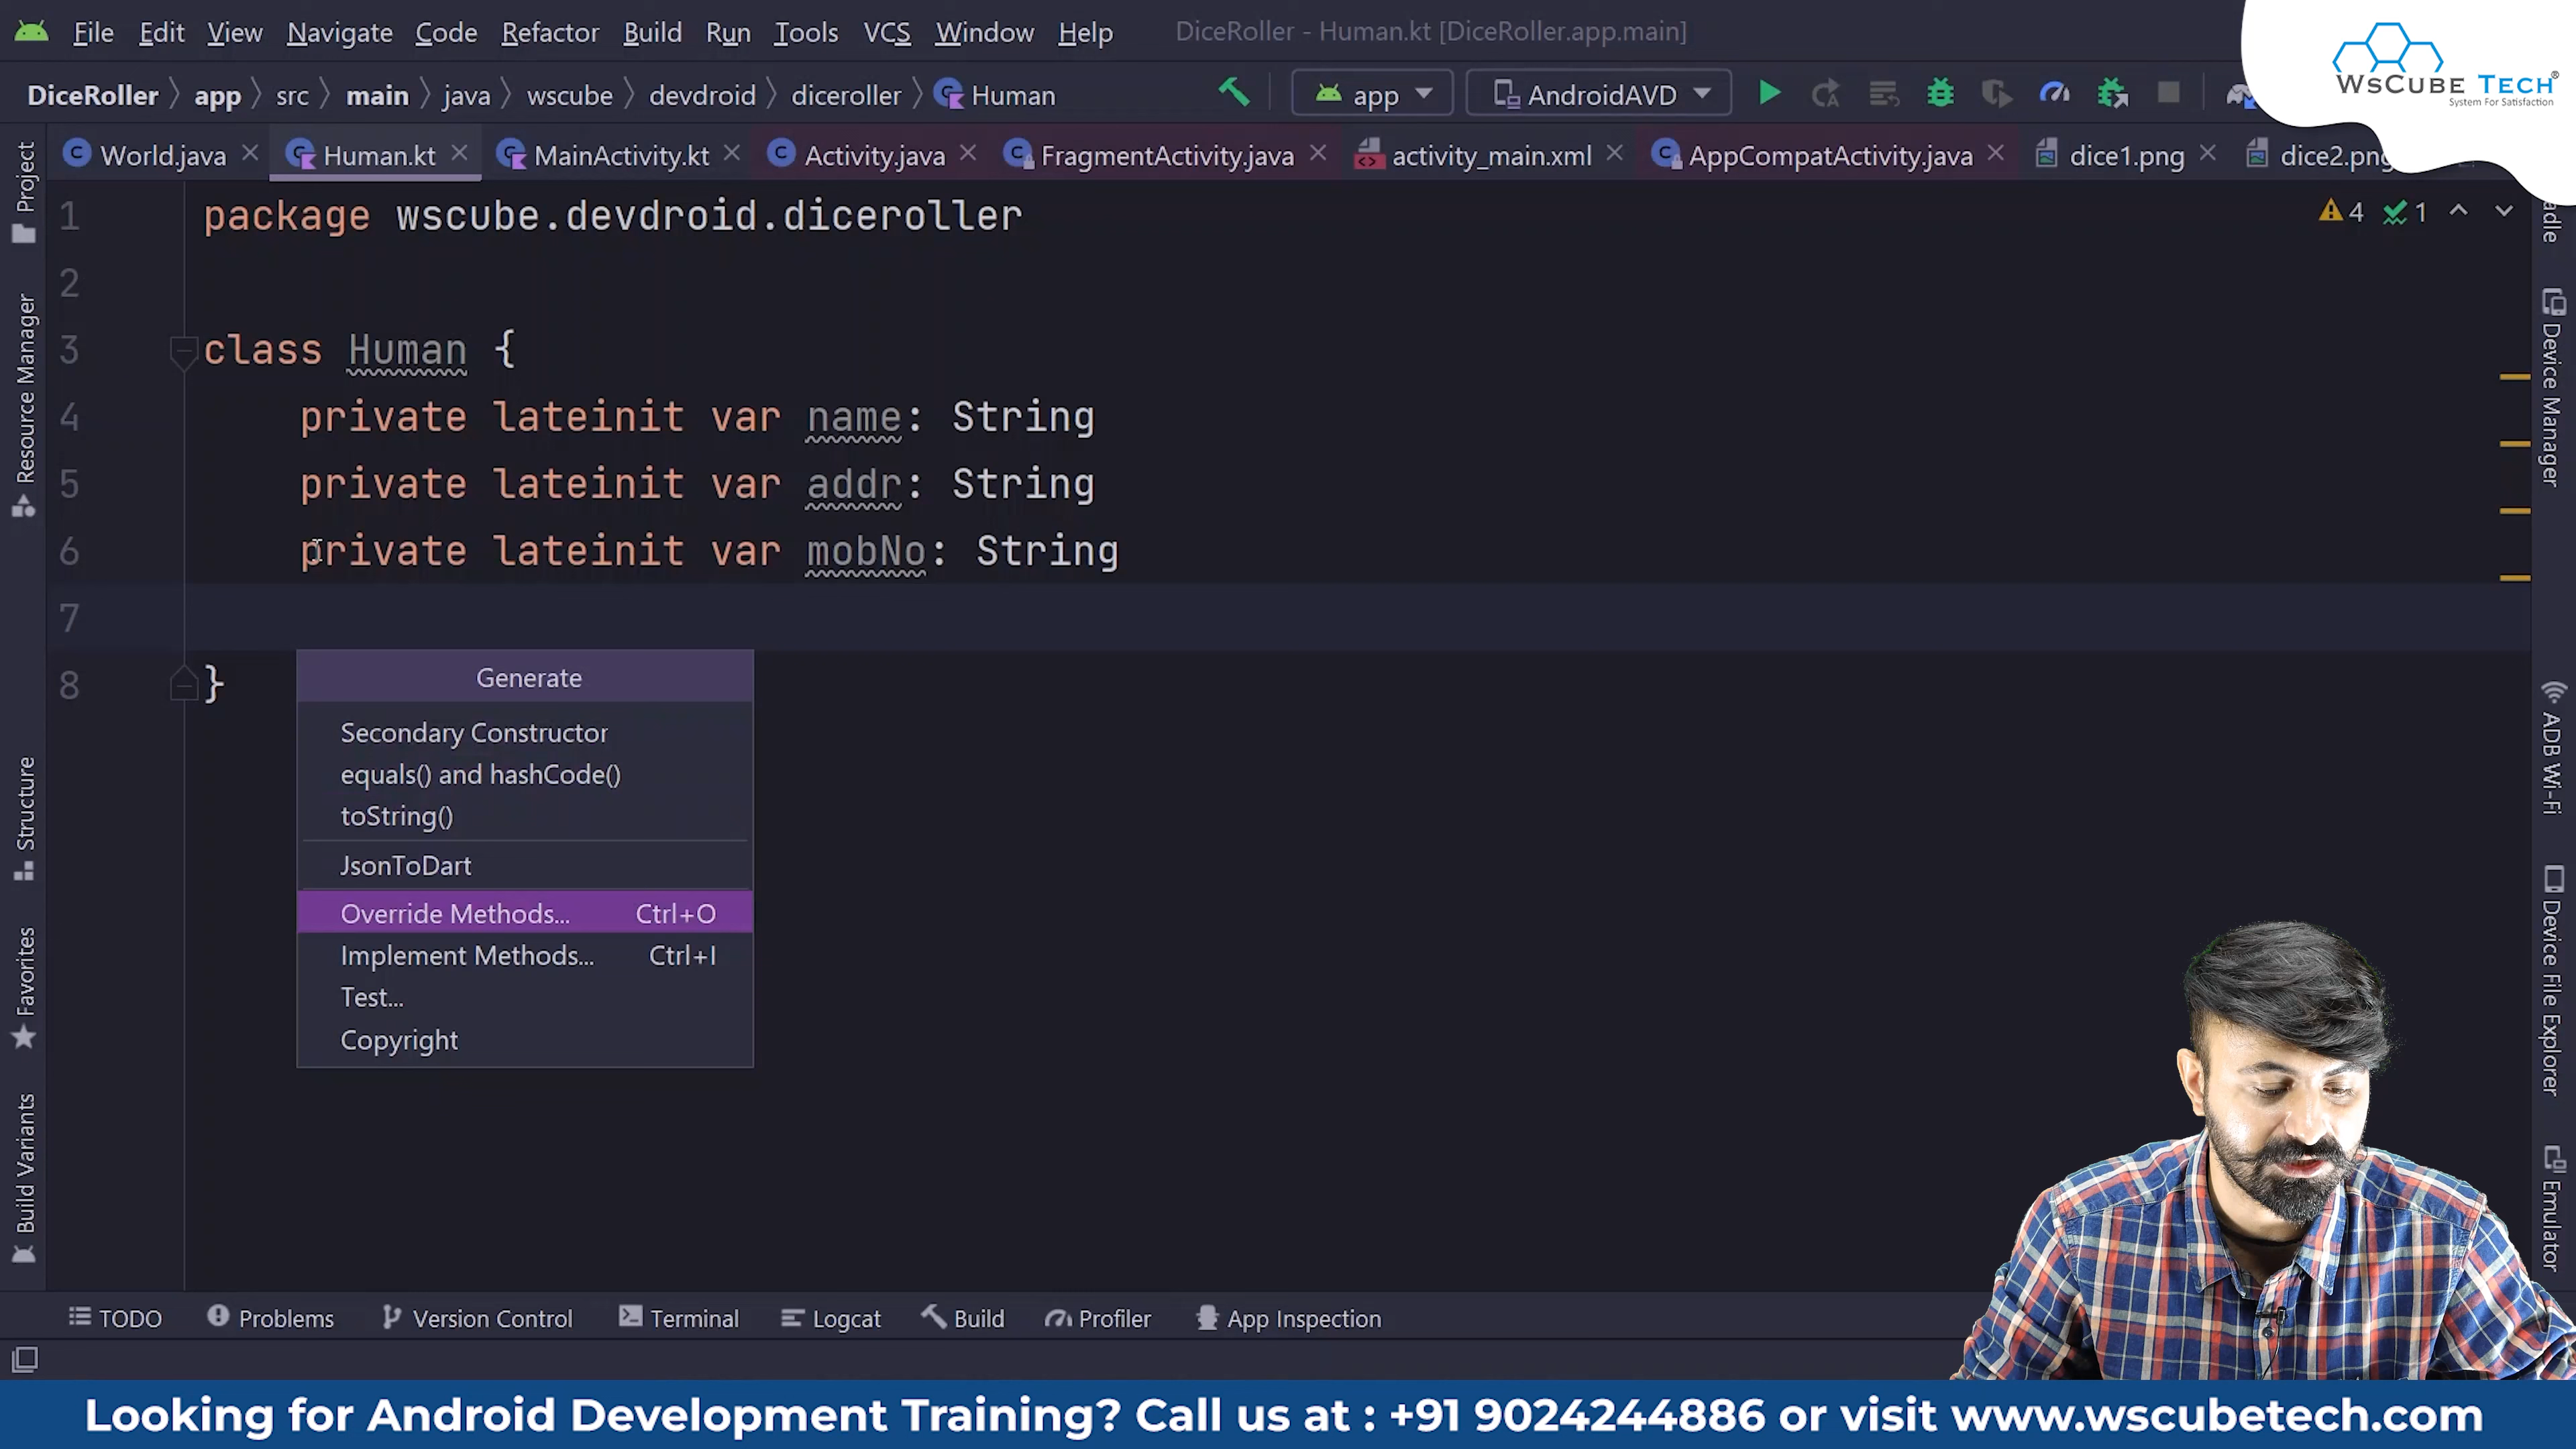 File Edit View Navigate Code Refactor Build Run Tools VCS Window Help DiceRoller - Human.kt [DiceRoller.app.main]
WsCube Tech®
System For Satisfaction
DiceRoller app src main java wscube devdroid diceroller Human app AndroidAVD
World.java Human.kt MainActivity.kt Activity.java FragmentActivity.java activity_main.xml AppCompatActivity.java dice1.png dice2.png
1 package wscube.devdroid.diceroller
4 1
2
3 class Human {
4 private lateinit var name: String
5 private lateinit var addr: String
6 private lateinit var mobNo: String
7
8 }
Generate
Secondary Constructor
equals() and hashCode()
toString()
JsonToDart
Override Methods... Ctrl+O
Implement Methods... Ctrl+I
Test...
Copyright
Project
Resource Manager
Structure
Favorites
Build Variants
Device Manager
ADB Wi-Fi
Device File Explorer
Emulator
TODO Problems Version Control Terminal Logcat Build Profiler App Inspection
Looking for Android Development Training? Call us at : +91 9024244886 or visit www.wscubetech.com